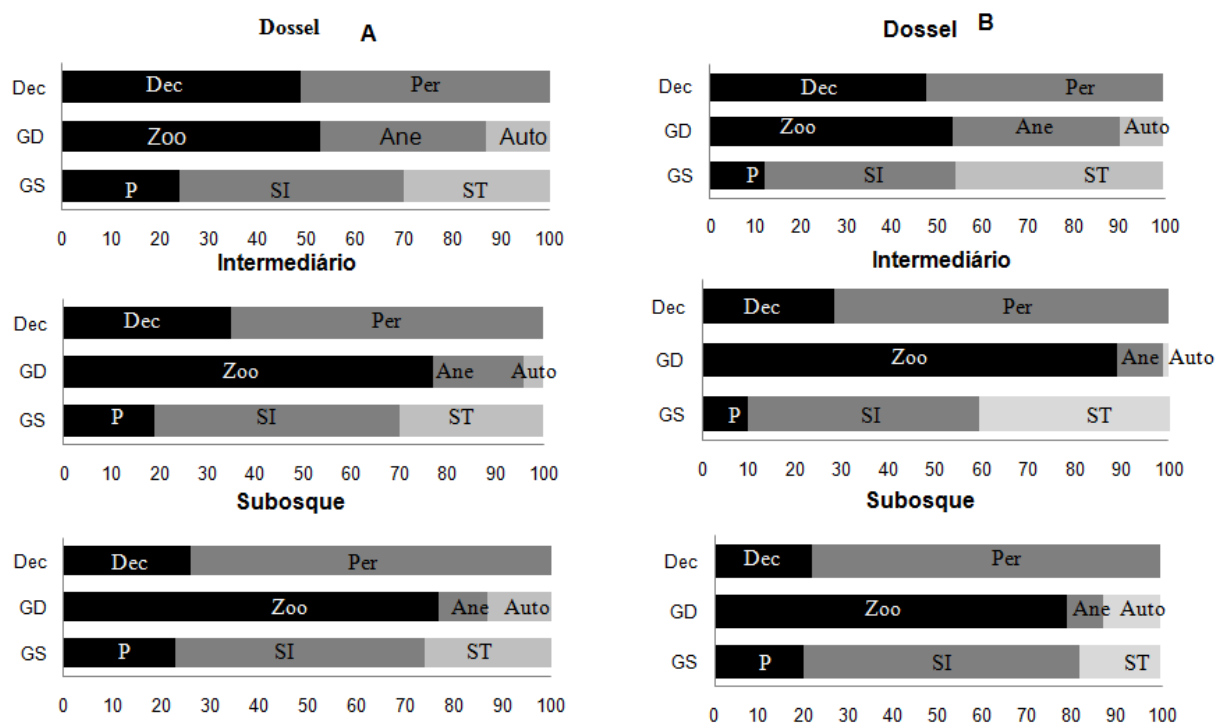 Dossel A
Dec Dec Per
GD Zoo Ane Auto
GS P SI ST
0 10 20 30 40 50 60 70 80 90 100
Intermediário
Dec Dec Per
GD Zoo Ane Auto
GS P SI ST
0 10 20 30 40 50 60 70 80 90 100
Subosque
Dec Dec Per
GD Zoo Ane Auto
GS P SI ST
0 10 20 30 40 50 60 70 80 90 100
Dossel B
Dec Dec Per
GD Zoo Ane Auto
GS P SI ST
0 10 20 30 40 50 60 70 80 90 100
Intermediário
Dec Dec Per
GD Zoo Ane Auto
GS P SI ST
0 10 20 30 40 50 60 70 80 90 100
Subosque
Dec Dec Per
GD Zoo Ane Auto
GS P SI ST
0 10 20 30 40 50 60 70 80 90 100